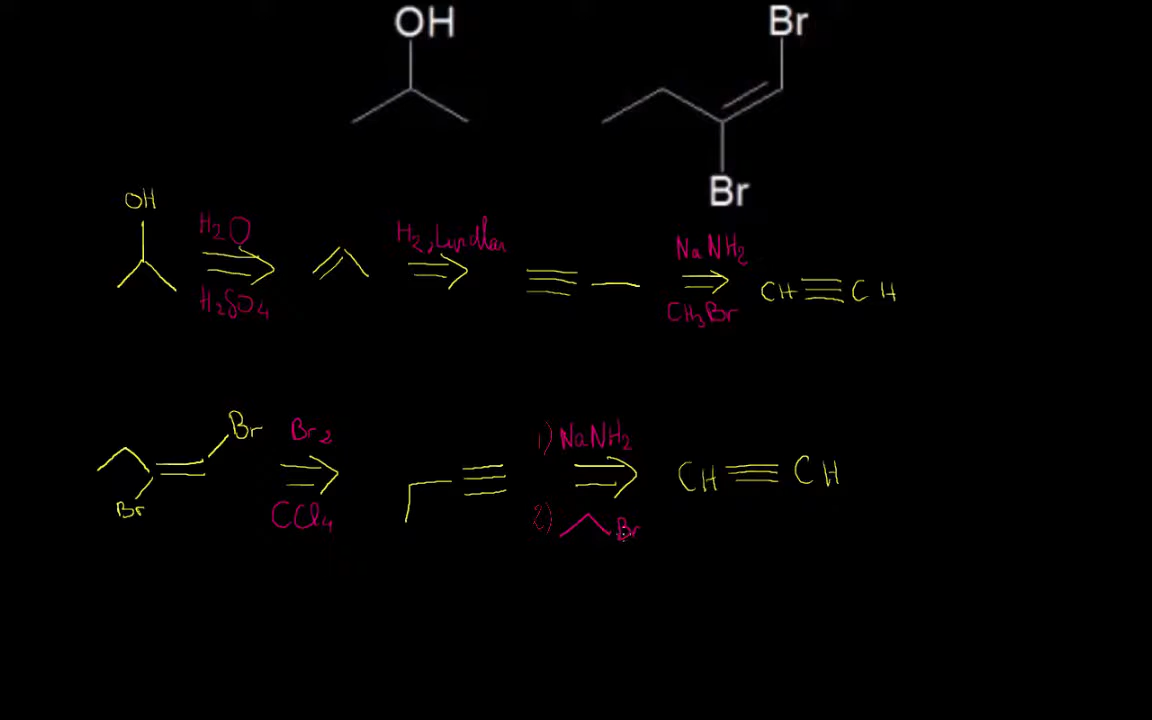 OH
Br
Br
OH
H2O
H2SO4
H2, Lindlar
NaNH2
CH3Br
CH≡CH
Br
Br
Br2
CCl4
1) NaNH2
2) Br
CH≡CH